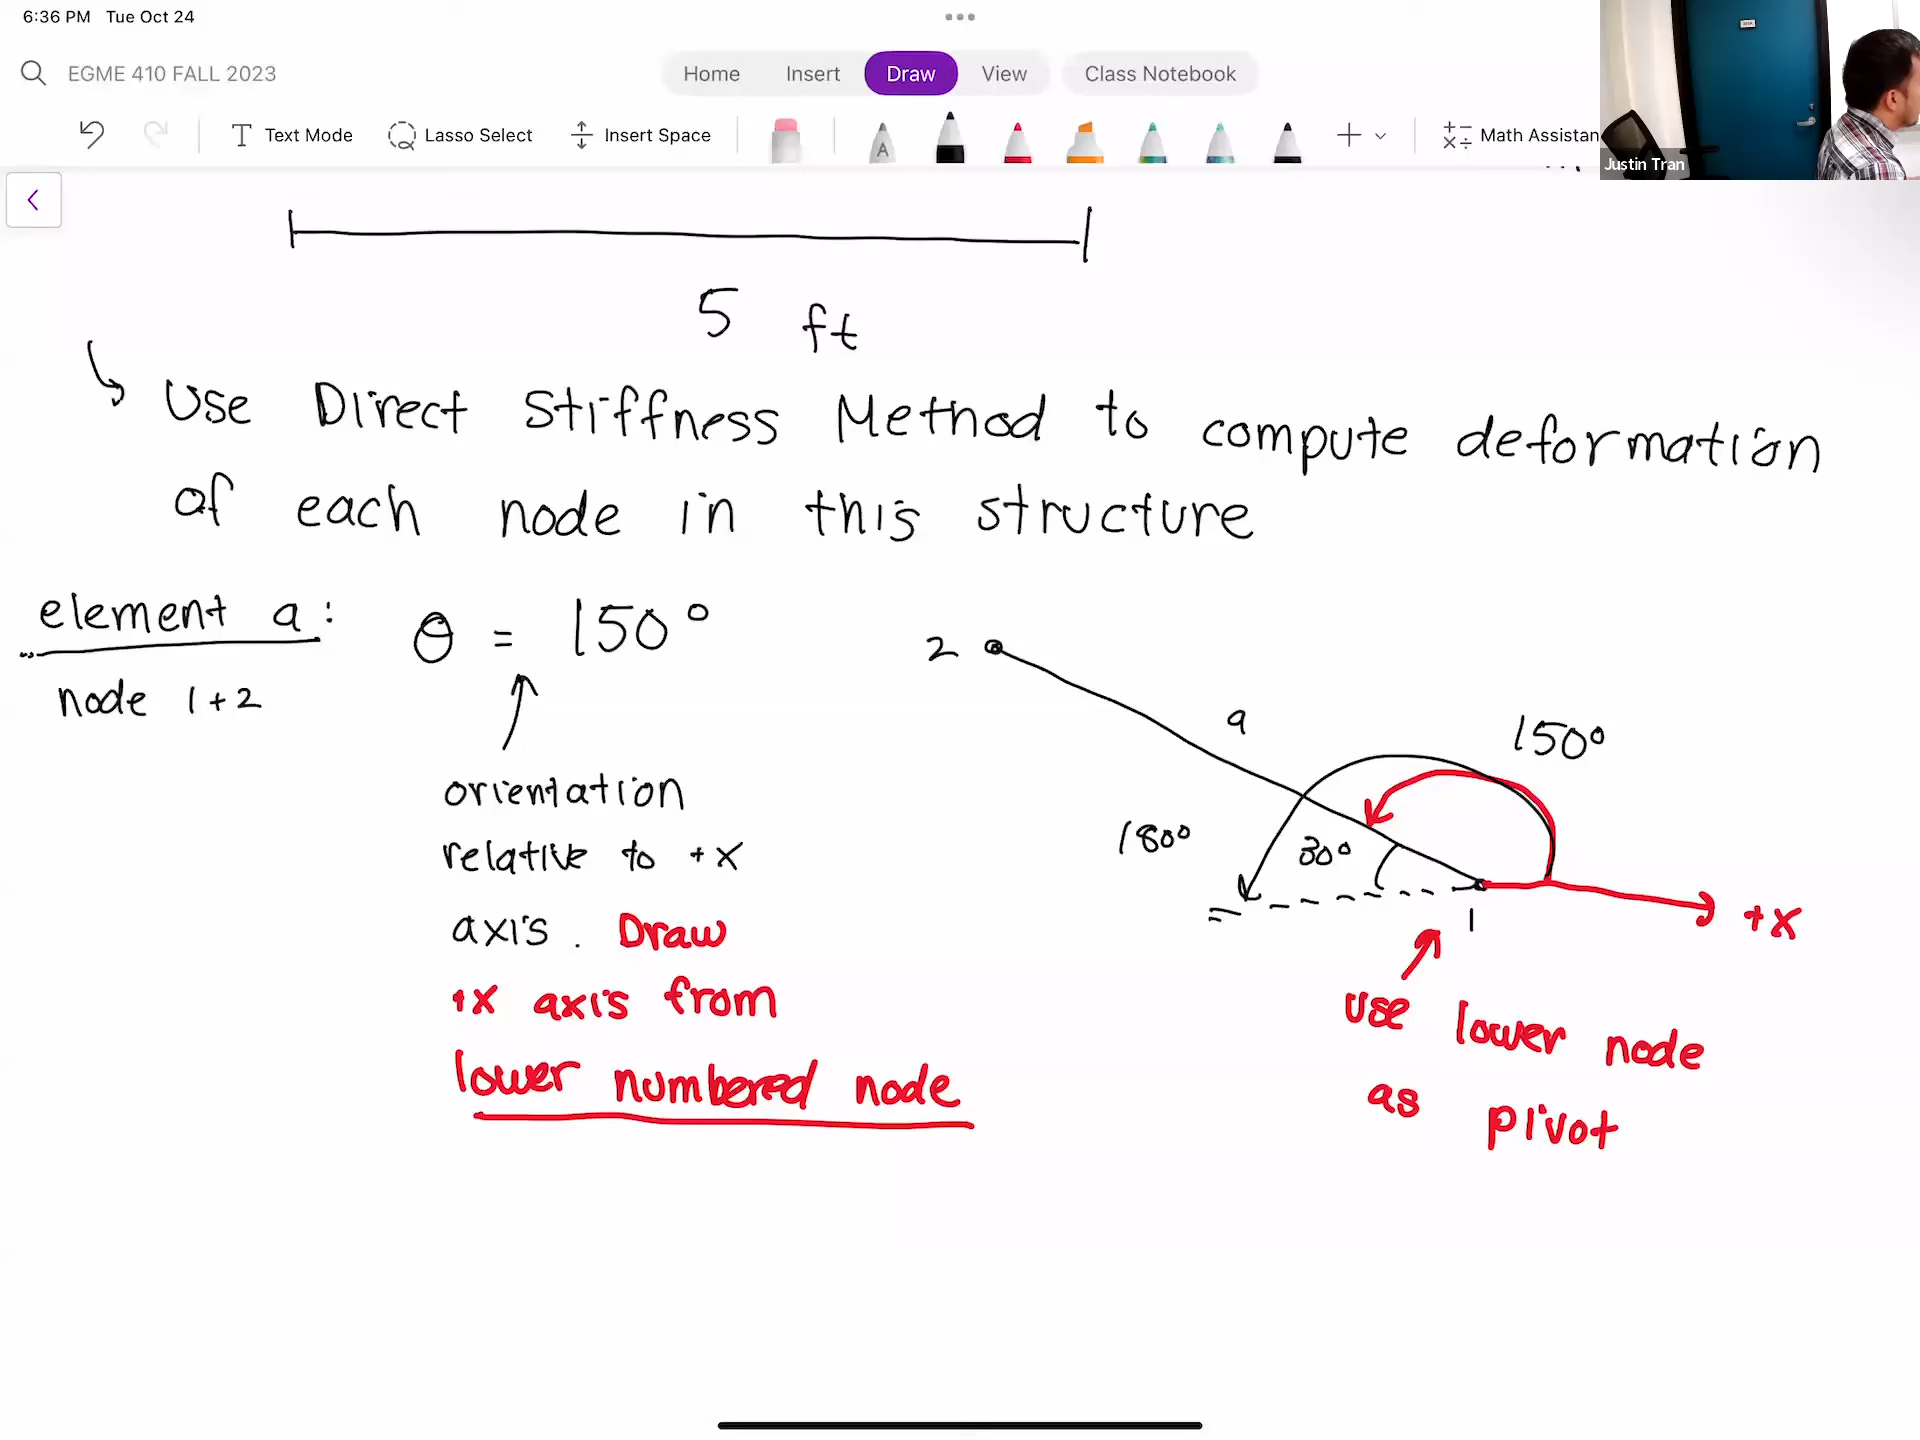 6:36 PM Tue Oct 24
EGME 410 FALL 2023
Home Insert Draw View Class Notebook
Text Mode Lasso Select Insert Space A Math Assistan
Justin Tran
5 ft
Use Direct Stiffness Method to compute deformation
of each node in this structure
element a: θ = 150°
node 1+2
orientation
relative to +x
axis. Draw
+x axis from
lower numbered node
2
a
150°
180°
30°
1
+x
use lower node
as pivot